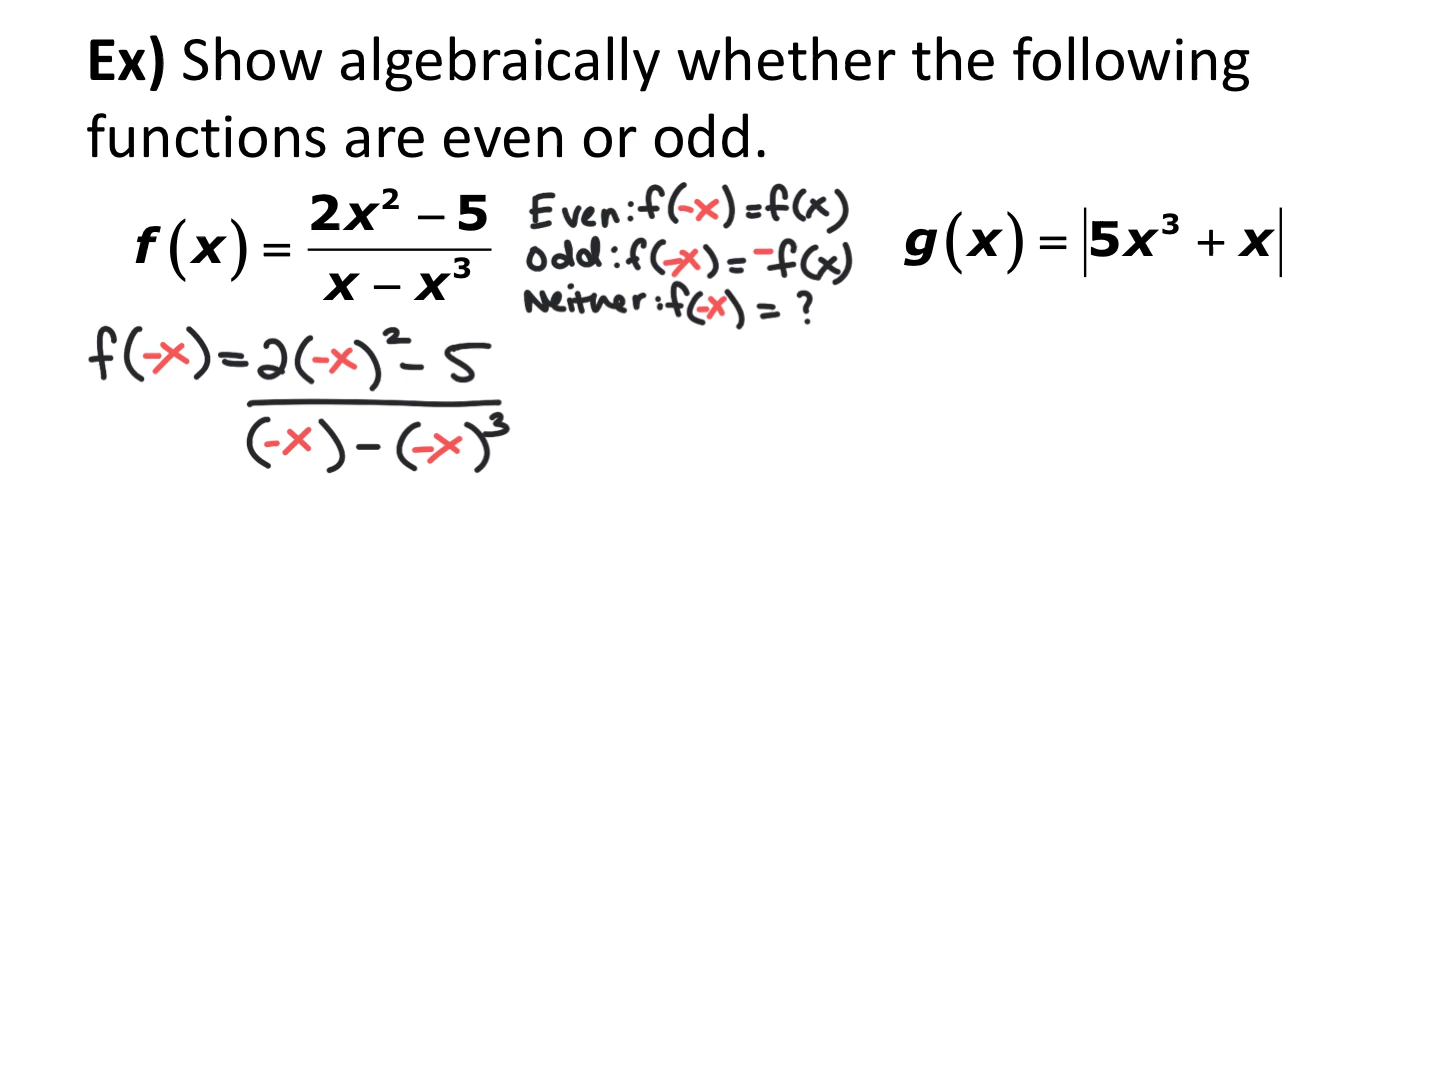 Ex) Show algebraically whether the following
functions are even or odd.
f(x) = (2x² − 5)/(x − x³)
Even: f(-x) = f(x)
Odd: f(-x) = -f(x)
Neither: f(-x) = ?
g(x) = |5x³ + x|
f(-x) = (2(-x)² - 5)/((-x) - (-x)³)